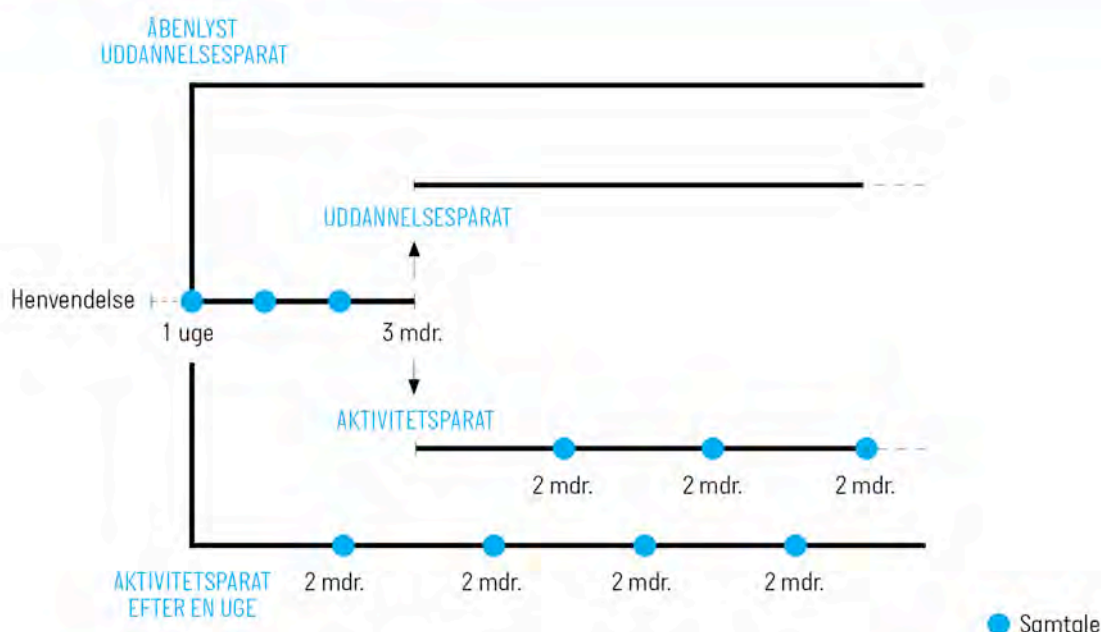 ÅBENLYST
UDDANNELSESPARAT
UDDANNELSESPARAT
Henvendelse
1 uge
3 mdr.
AKTIVITETSPARAT
2 mdr.
2 mdr.
2 mdr.
AKTIVITETSPARAT
EFTER EN UGE
2 mdr.
2 mdr.
2 mdr.
2 mdr.
Samtale